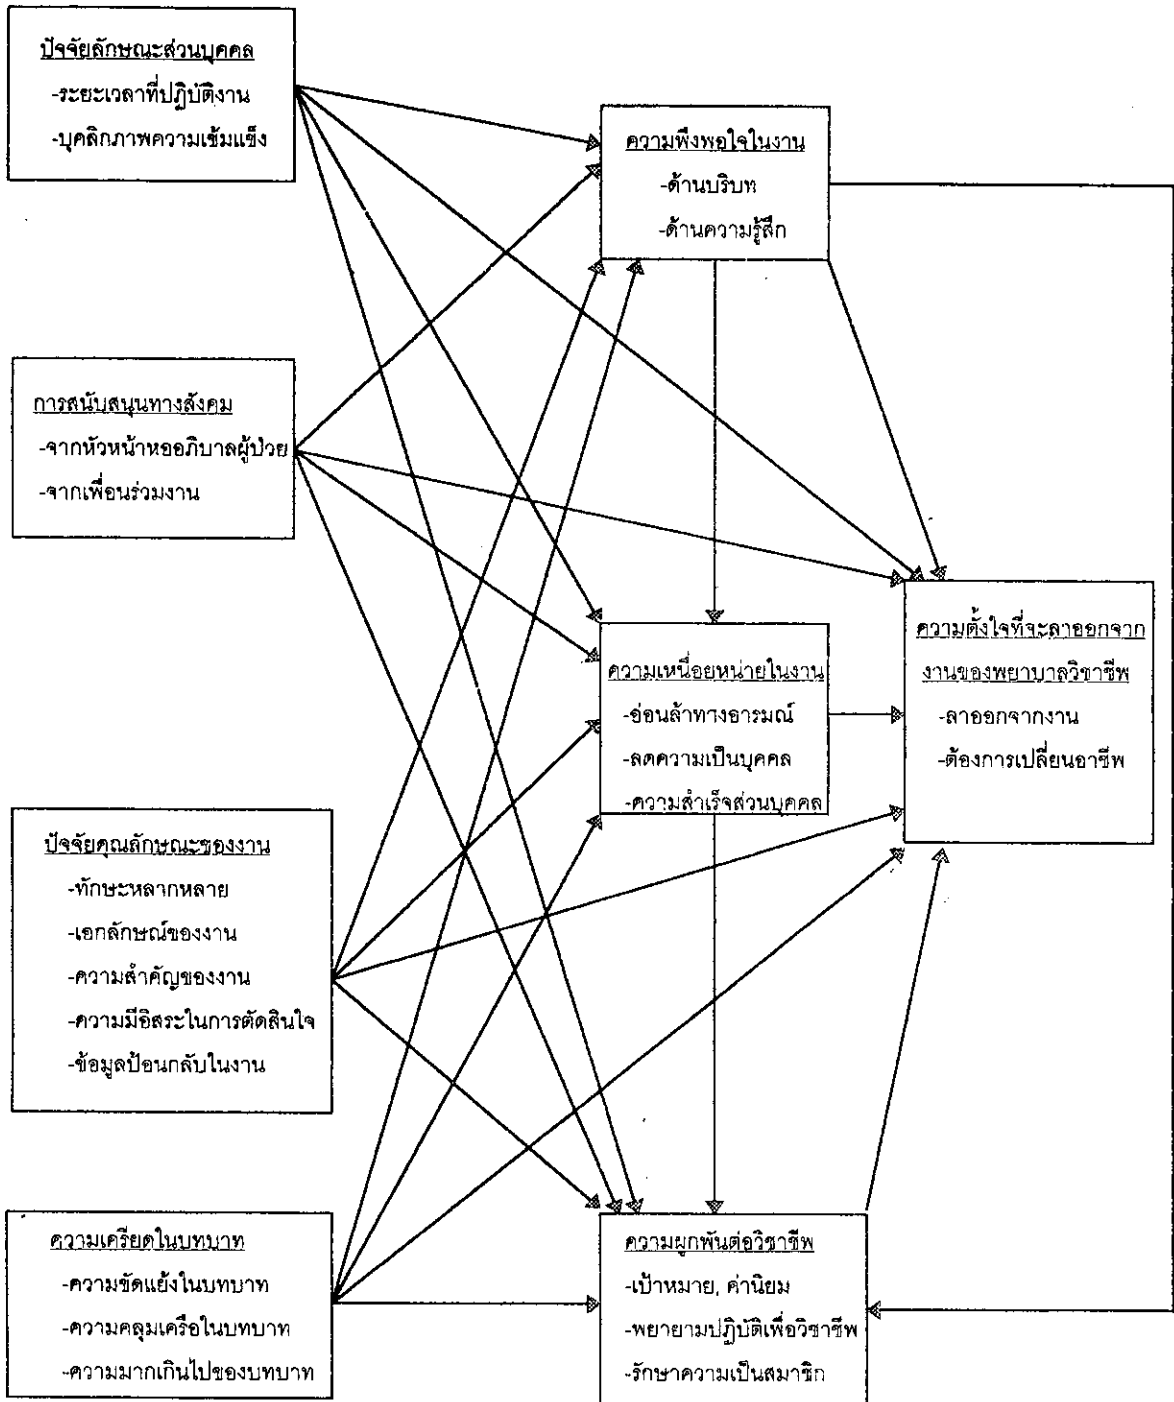 ปัจจัยลักษณะส่วนบุคคล
-ระยะเวลาที่ปฏิบัติงาน
-บุคลิกภาพความเข้มแข็ง
ความพึงพอใจในงาน
-ด้านบริบท
-ด้านความรู้สึก
การสนับสนุนทางสังคม
-จากหัวหน้าหออภิบาลผู้ป่วย
-จากเพื่อนร่วมงาน
ความเหนื่อยหน่ายในงาน
-อ่อนล้าทางอารมณ์
-ลดความเป็นบุคคล
-ความสำเร็จส่วนบุคคล
ความตั้งใจที่จะลาออกจาก
งานของพยาบาลวิชาชีพ
-ลาออกจากงาน
-ต้องการเปลี่ยนอาชีพ
ปัจจัยคุณลักษณะของงาน
-ทักษะหลากหลาย
-เอกลักษณ์ของงาน
-ความสำคัญของงาน
-ความมีอิสระในการตัดสินใจ
-ข้อมูลป้อนกลับในงาน
ความเครียดในบทบาท
-ความขัดแย้งในบทบาท
-ความคลุมเครือในบทบาท
-ความมากเกินไปของบทบาท
ความผูกพันต่อวิชาชีพ
-เป้าหมาย, ค่านิยม
-พยายามปฏิบัติเพื่อวิชาชีพ
-รักษาความเป็นสมาชิก